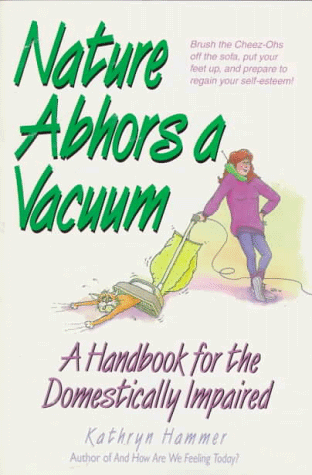 Nature
Abhors a
Vacuum
Brush the Cheez-Ohs
off the sofa, put your
feet up, and prepare to
regain your self-esteem!
A Handbook for the
Domestically Impaired
Kathryn Hammer
Author of And How Are We Feeling Today?